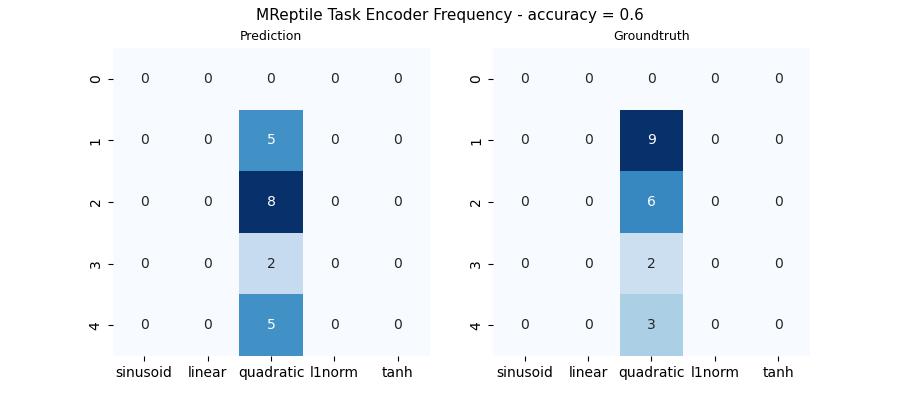 MReptile Task Encoder Frequency - accuracy = 0.6
Prediction
0 0 0 0 0 0
1 0 0 5 0 0
2 0 0 8 0 0
3 0 0 2 0 0
4 0 0 5 0 0
sinusoid linear quadratic l1norm tanh
Groundtruth
0 0 0 0 0 0
1 0 0 9 0 0
2 0 0 6 0 0
3 0 0 2 0 0
4 0 0 3 0 0
sinusoid linear quadratic l1norm tanh